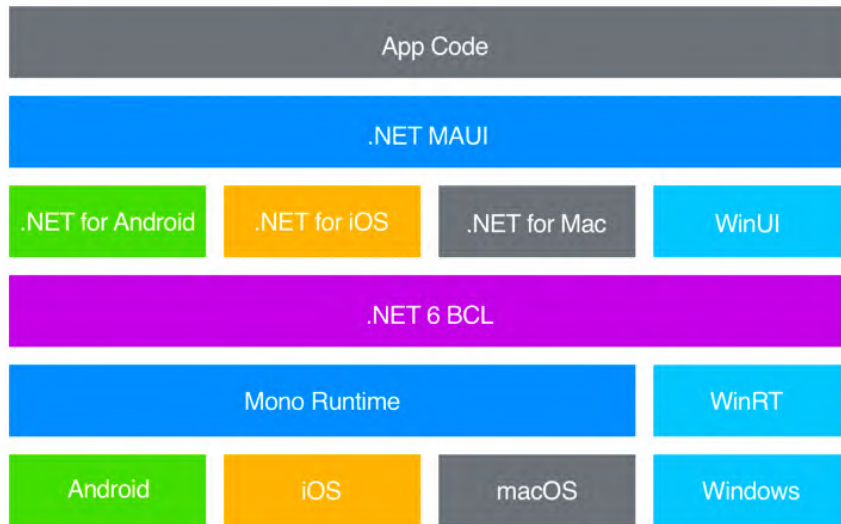 App Code
.NET MAUI
.NET for Android .NET for iOS .NET for Mac WinUI
.NET 6 BCL
Mono Runtime WinRT
Android iOS macOS Windows